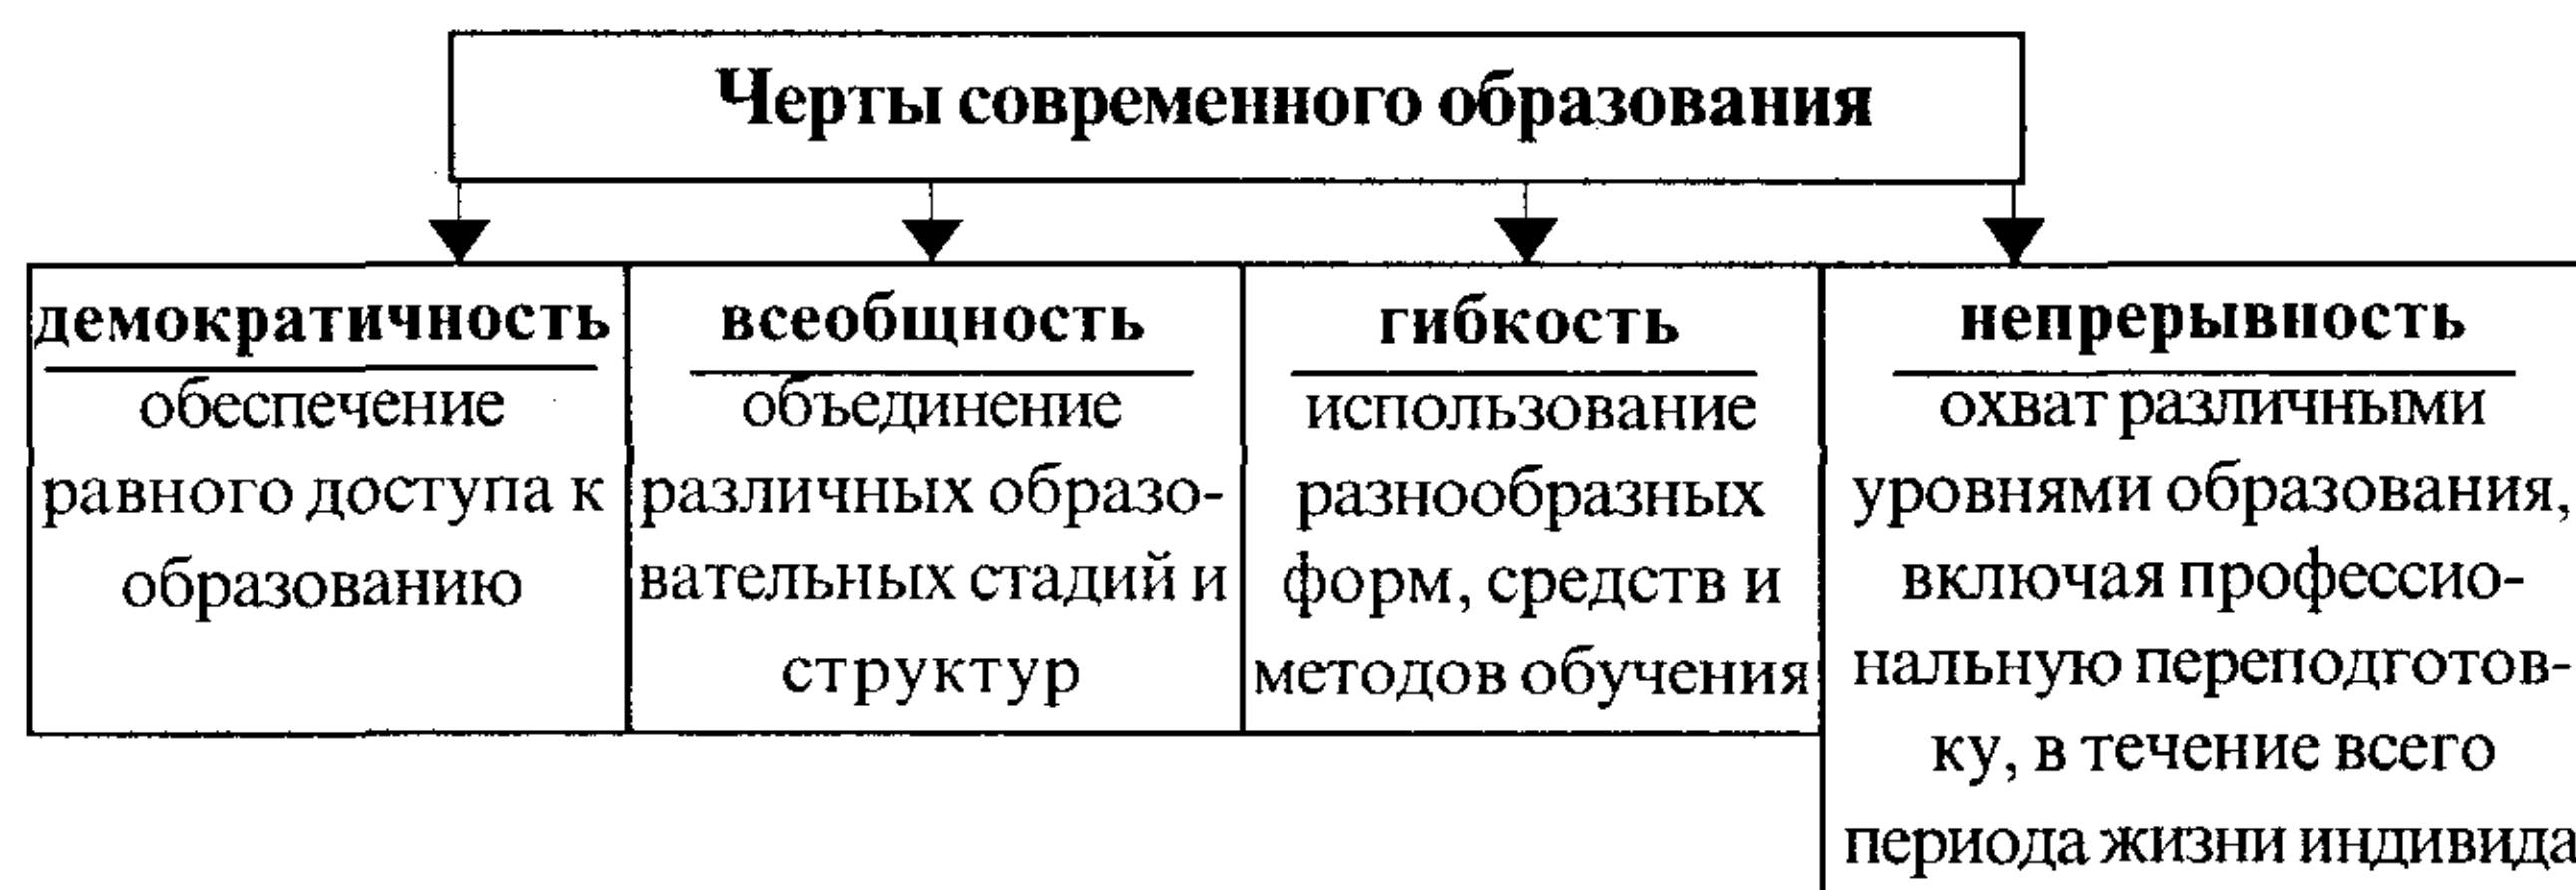 Черты современного образования
демократичность
обеспечение
равного доступа к
образованию
всеобщность
объединение
различных образо-
вательных стадий и
структур
гибкость
использование
разнообразных
форм, средств и
методов обучения
непрерывность
охват различными
уровнями образования,
включая профессио-
нальную переподготов-
ку, в течение всего
периода жизни индивида